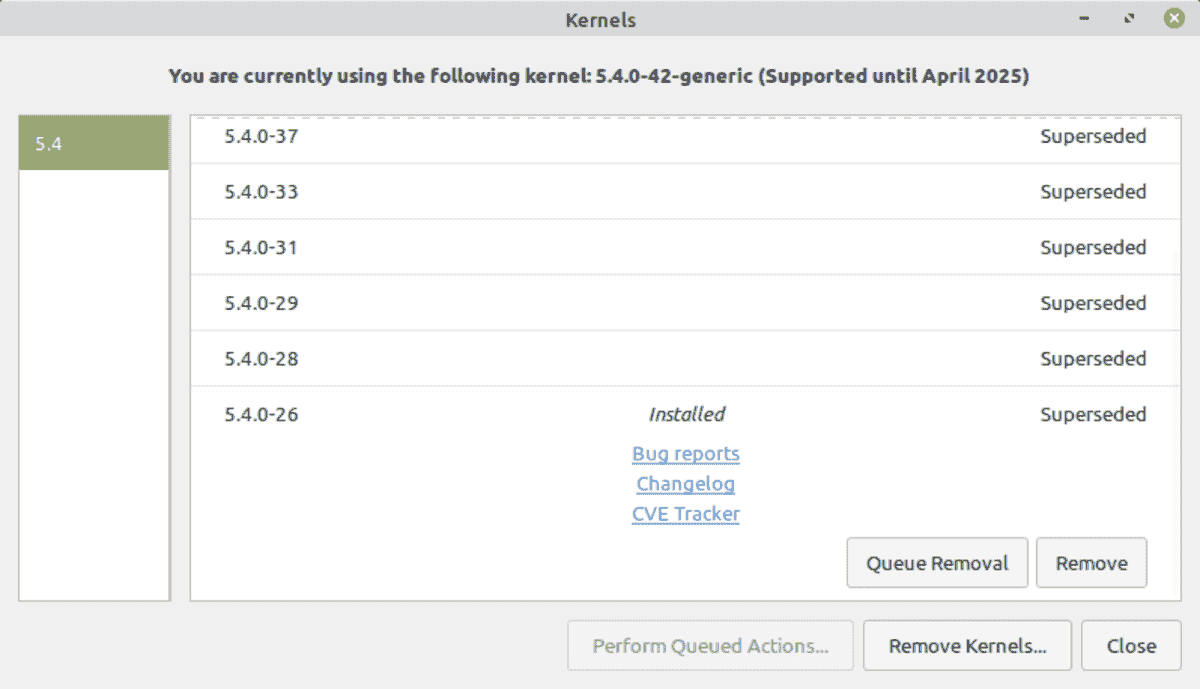 Kernels
You are currently using the following kernel: 5.4.0-42-generic (Supported until April 2025)
5.4
5.4.0-37 Superseded
5.4.0-33 Superseded
5.4.0-31 Superseded
5.4.0-29 Superseded
5.4.0-28 Superseded
5.4.0-26 Installed Superseded
Bug reports
Changelog
CVE Tracker
Queue Removal Remove
Perform Queued Actions... Remove Kernels... Close